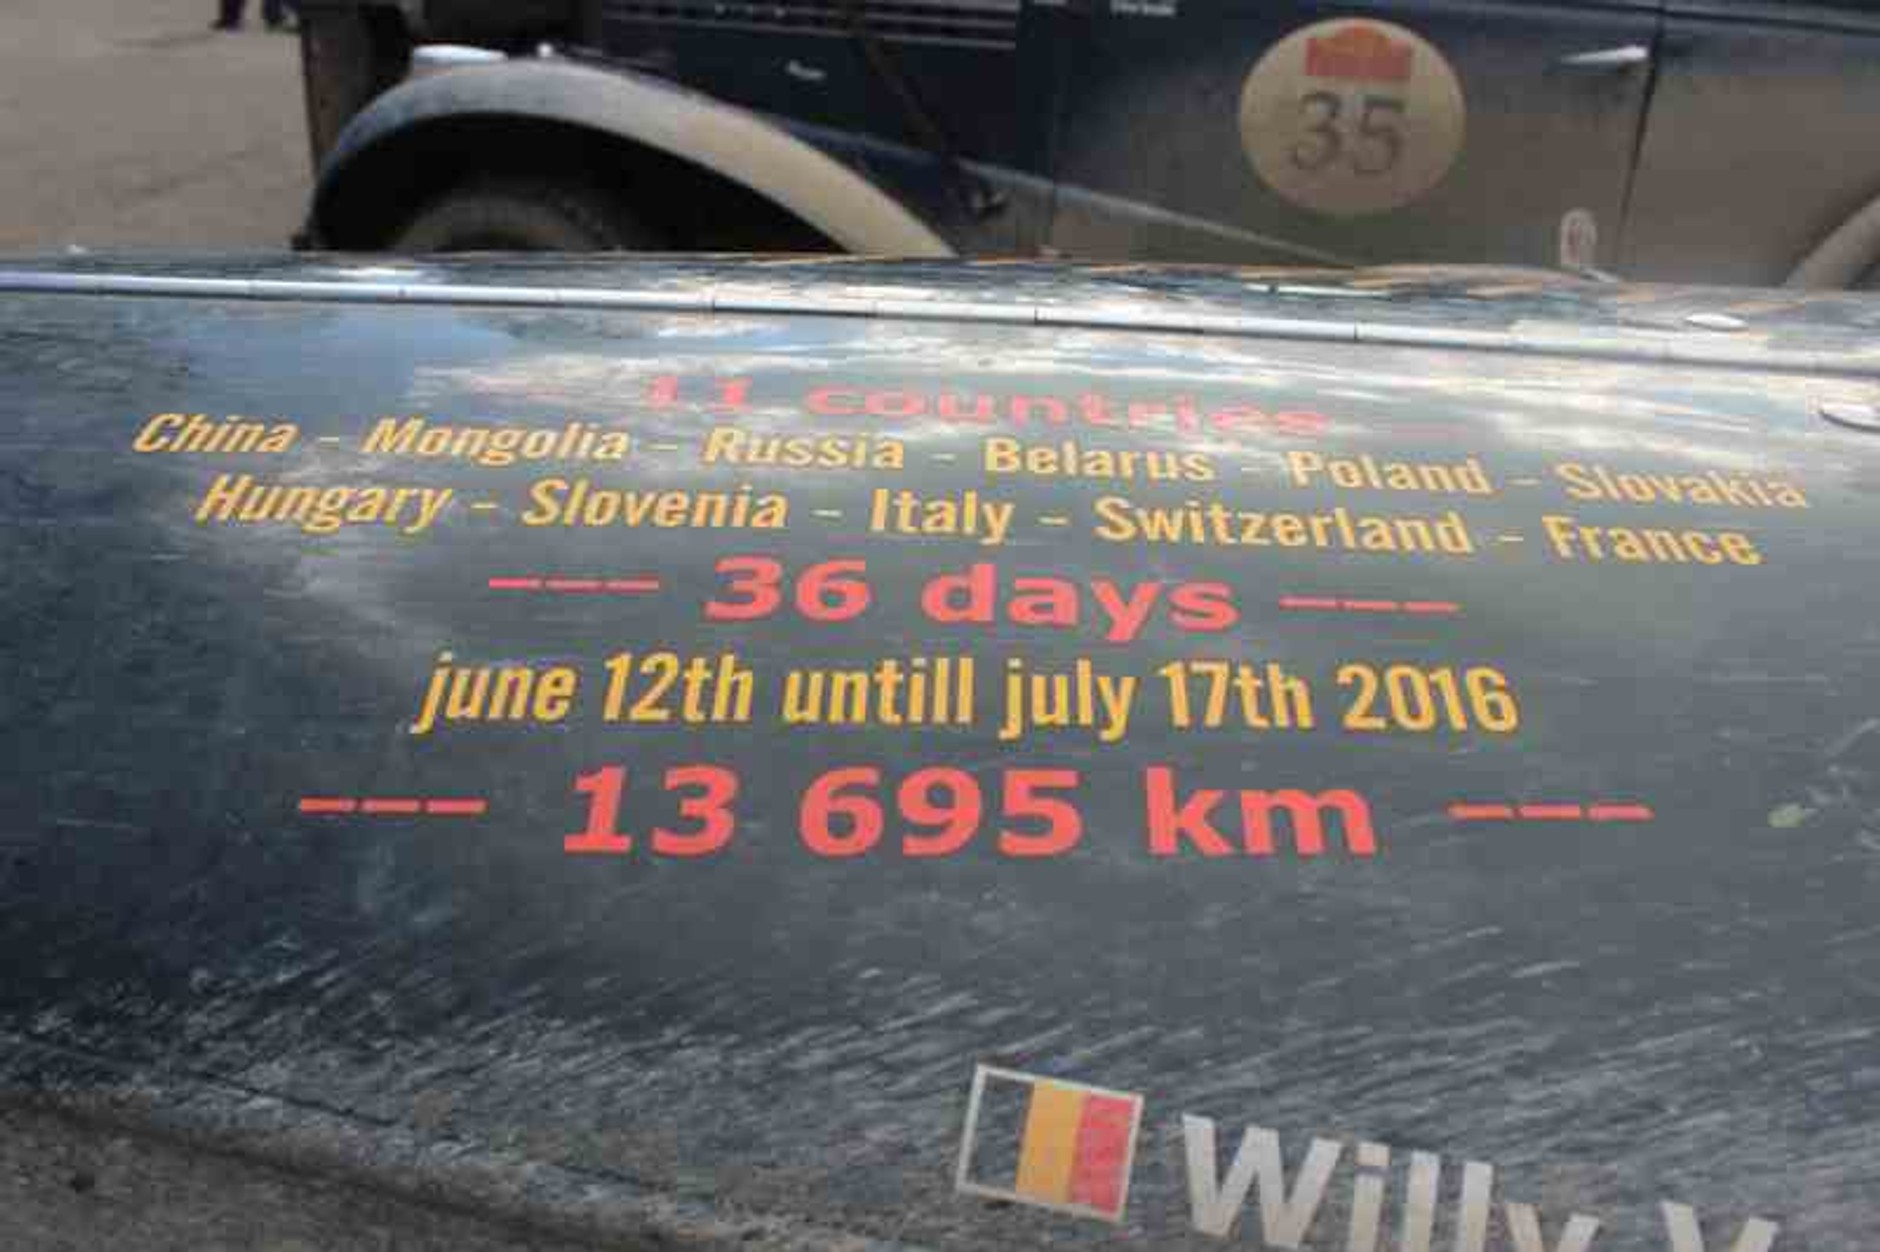 35
11 countries
China - Mongolia - Russia - Belarus - Poland - Slovakia
Hungary - Slovenia - Italy - Switzerland - France
--- 36 days ---
june 12th untill july 17th 2016
--- 13 695 km ---
Willy V